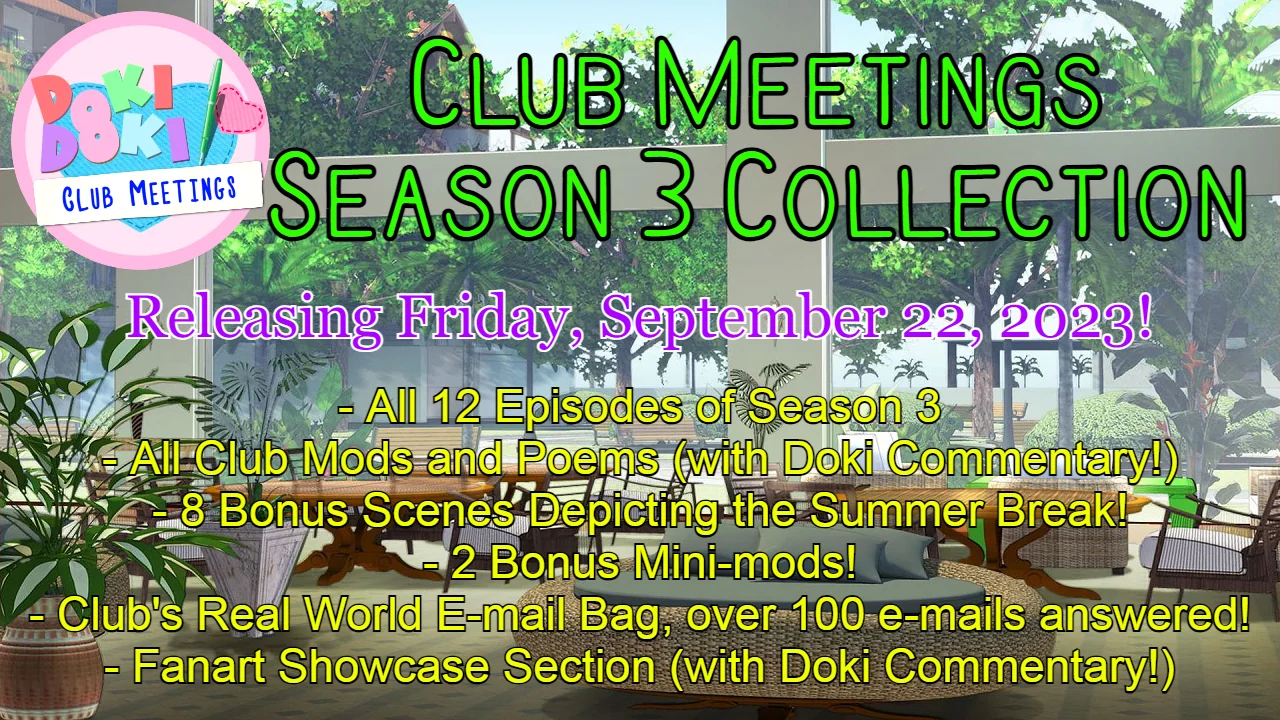 DOKI
DOKI
CLUB MEETINGS
CLUB MEETINGS
SEASON 3 COLLECTION
Releasing Friday, September 22, 2023!
- All 12 Episodes of Season 3
- All Club Mods and Poems (with Doki Commentary!)
- 8 Bonus Scenes Depicting the Summer Break!
- 2 Bonus Mini-mods!
- Club's Real World E-mail Bag, over 100 e-mails answered!
- Fanart Showcase Section (with Doki Commentary!)